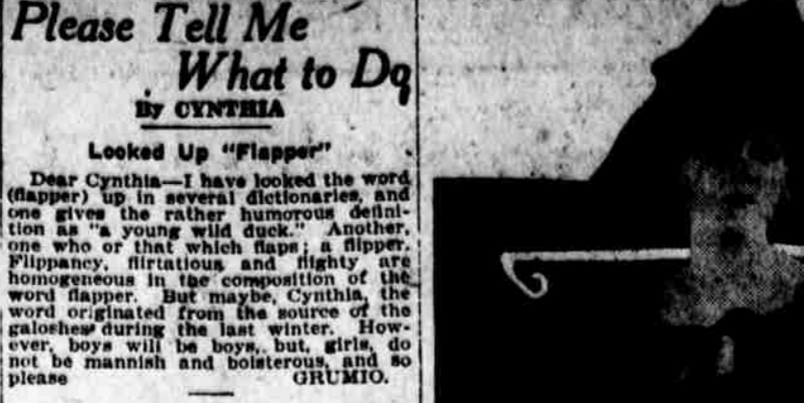 Please Tell Me
What to Do
By CYNTHIA
Looked Up "Flapper"
Dear Cynthia—I have looked the word
(flapper) up in several dictionaries, and
one gives the rather humorous defini-
tion as "a young wild duck." Another,
one who or that which flaps; a flipper.
Flippancy, flirtatious and flighty are
homogeneous in the composition of the
word flapper. But maybe, Cynthia, the
word originated from the source of the
galoshes during the last winter. How-
ever, boys will be boys, but, girls, do
not be mannish and boisterous, and so
please GRUMIO.